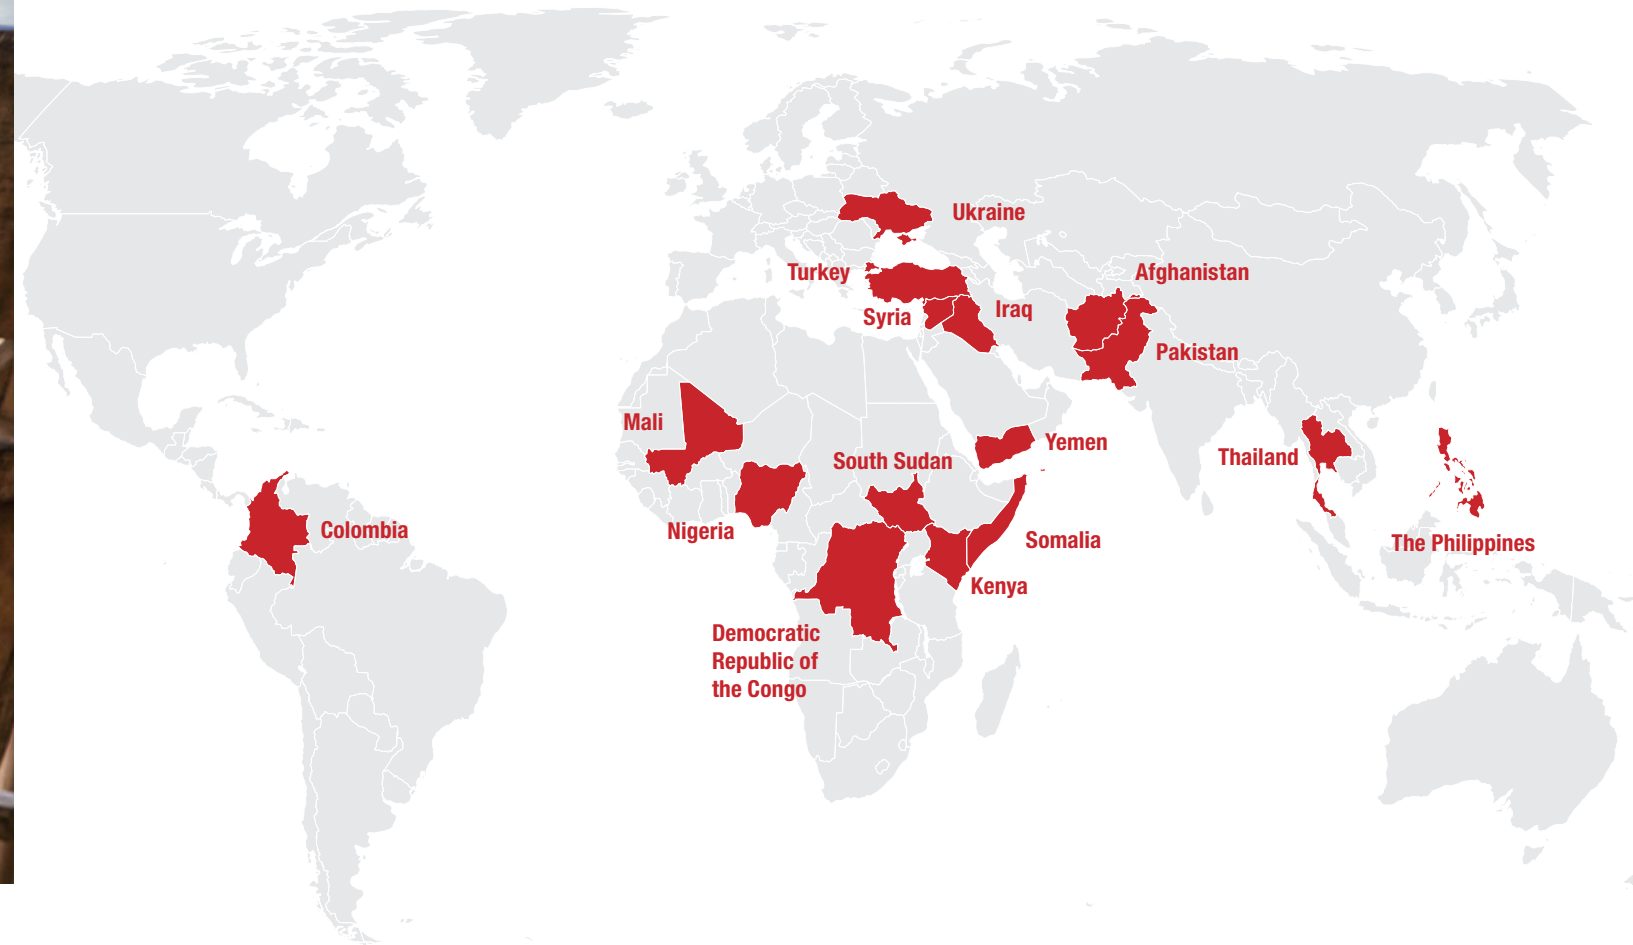 Ukraine
Turkey
Afghanistan
Syria
Iraq
Pakistan
Mali
Yemen
South Sudan
Thailand
Nigeria
Colombia
Somalia
The Philippines
Kenya
Democratic
Republic of
the Congo